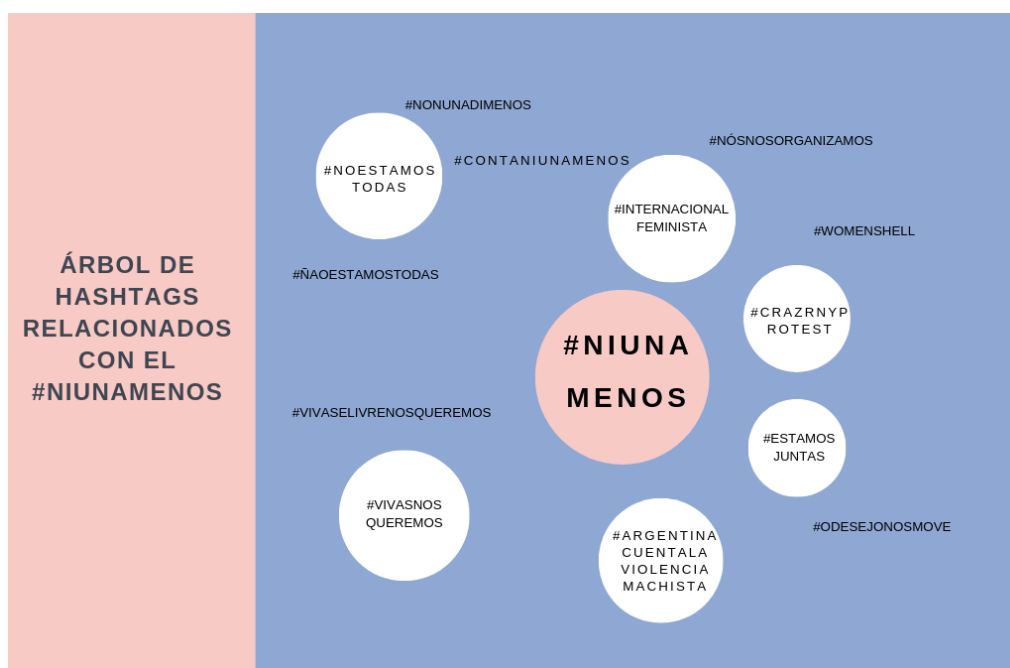 ÁRBOL DE
HASHTAGS
RELACIONADOS
CON EL
#NIUNAMENOS
#NONUNADIMENOS
#NOESTAMOS
TODAS
#CONTANIUNAMENOS
#NÓSNOSORGANIZAMOS
#INTERNACIONAL
FEMINISTA
#WOMENSHELL
#ÑAOESTAMOSTODAS
#CRAZRNYP
ROTEST
#NIUNA
MENOS
#VIVASELIVRENOSQUEREMOS
#ESTAMOS
JUNTAS
#VIVASNOS
QUEREMOS
#ODESEJONOSMOVE
#ARGENTINA
CUENTALA
VIOLENCIA
MACHISTA